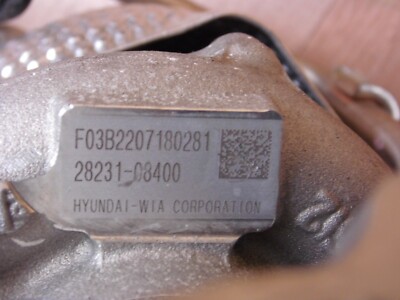 F03B2207180281
28231-08400
HYUNDAI-WIA CORPORATION